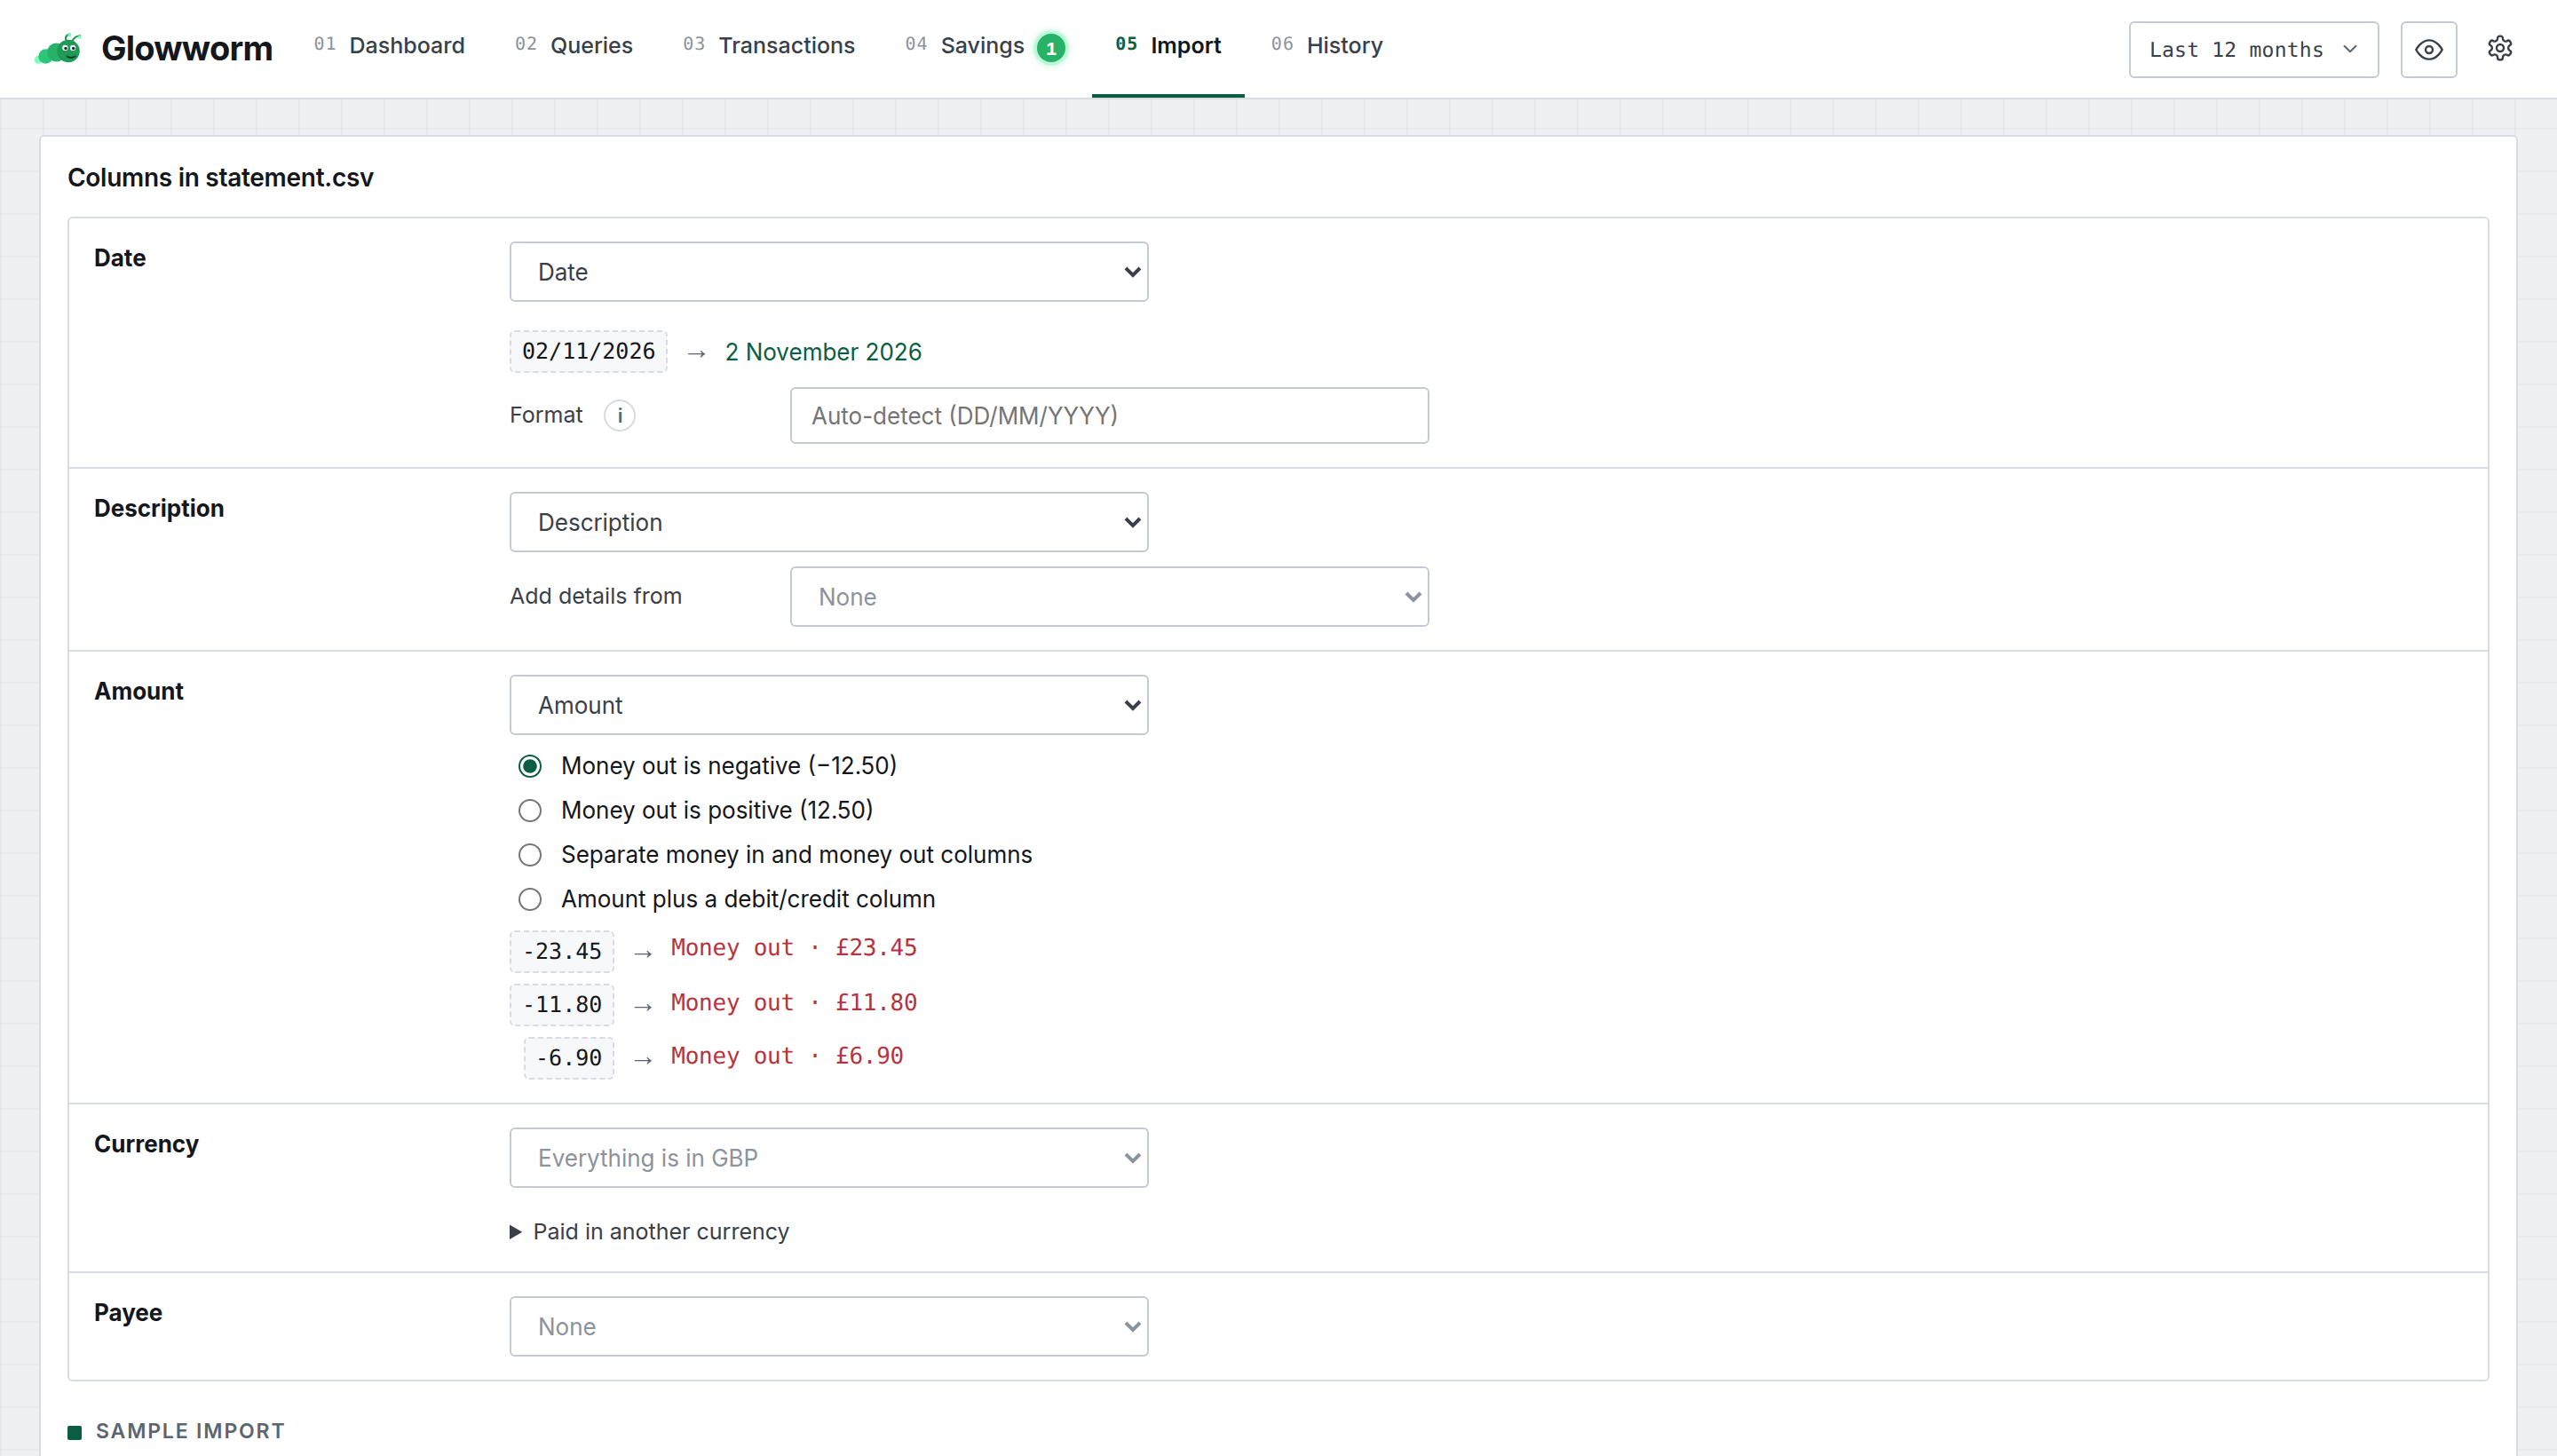 Glowworm 01 Dashboard 02 Queries 03 Transactions 04 Savings 1 05 Import 06 History Last 12 months
Columns in statement.csv
Date Date
02/11/2026 → 2 November 2026
Format i Auto-detect (DD/MM/YYYY)
Description Description
Add details from None
Amount Amount
Money out is negative (−12.50)
Money out is positive (12.50)
Separate money in and money out columns
Amount plus a debit/credit column
-23.45 → Money out · £23.45
-11.80 → Money out · £11.80
-6.90 → Money out · £6.90
Currency Everything is in GBP
Paid in another currency
Payee None
SAMPLE IMPORT